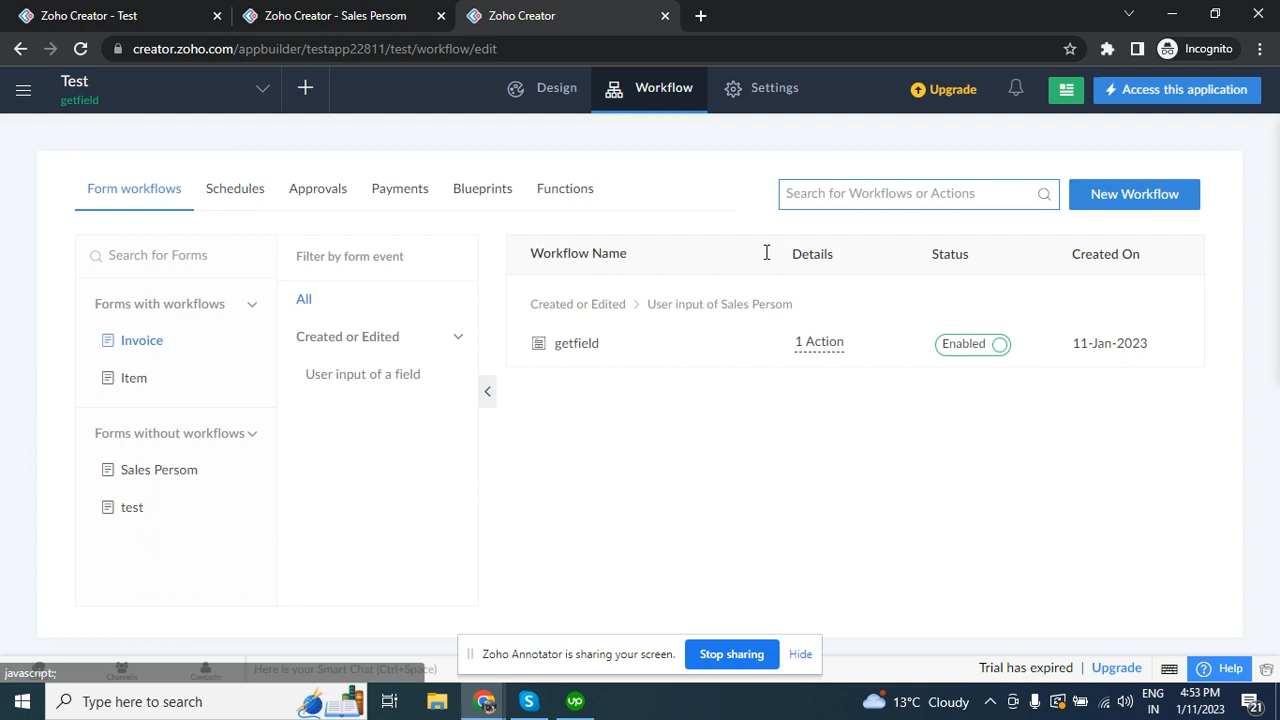 Zoho Creator - Test
Zoho Creator - Sales Persom
Zoho Creator
creator.zoho.com/appbuilder/testapp22811/test/workflow/edit
Incognito
Test
getfield
Design
Workflow
Settings
Upgrade
Access this application
Form workflows
Schedules
Approvals
Payments
Blueprints
Functions
Search for Workflows or Actions
New Workflow
Search for Forms
Filter by form event
Workflow Name
Details
Status
Created On
Forms with workflows
All
Created or Edited > User input of Sales Persom
Invoice
Created or Edited
getfield
1 Action
Enabled
11-Jan-2023
Item
User input of a field
Forms without workflows
Sales Persom
test
Zoho Annotator is sharing your screen.
Stop sharing
Hide
javascript:;
Channels
Contacts
Here is your Smart Chat (Ctrl+Space)
Trial has expired
Upgrade
Help
Type here to search
up
13°C Cloudy
ENG
IN
4:53 PM
1/11/2023
21